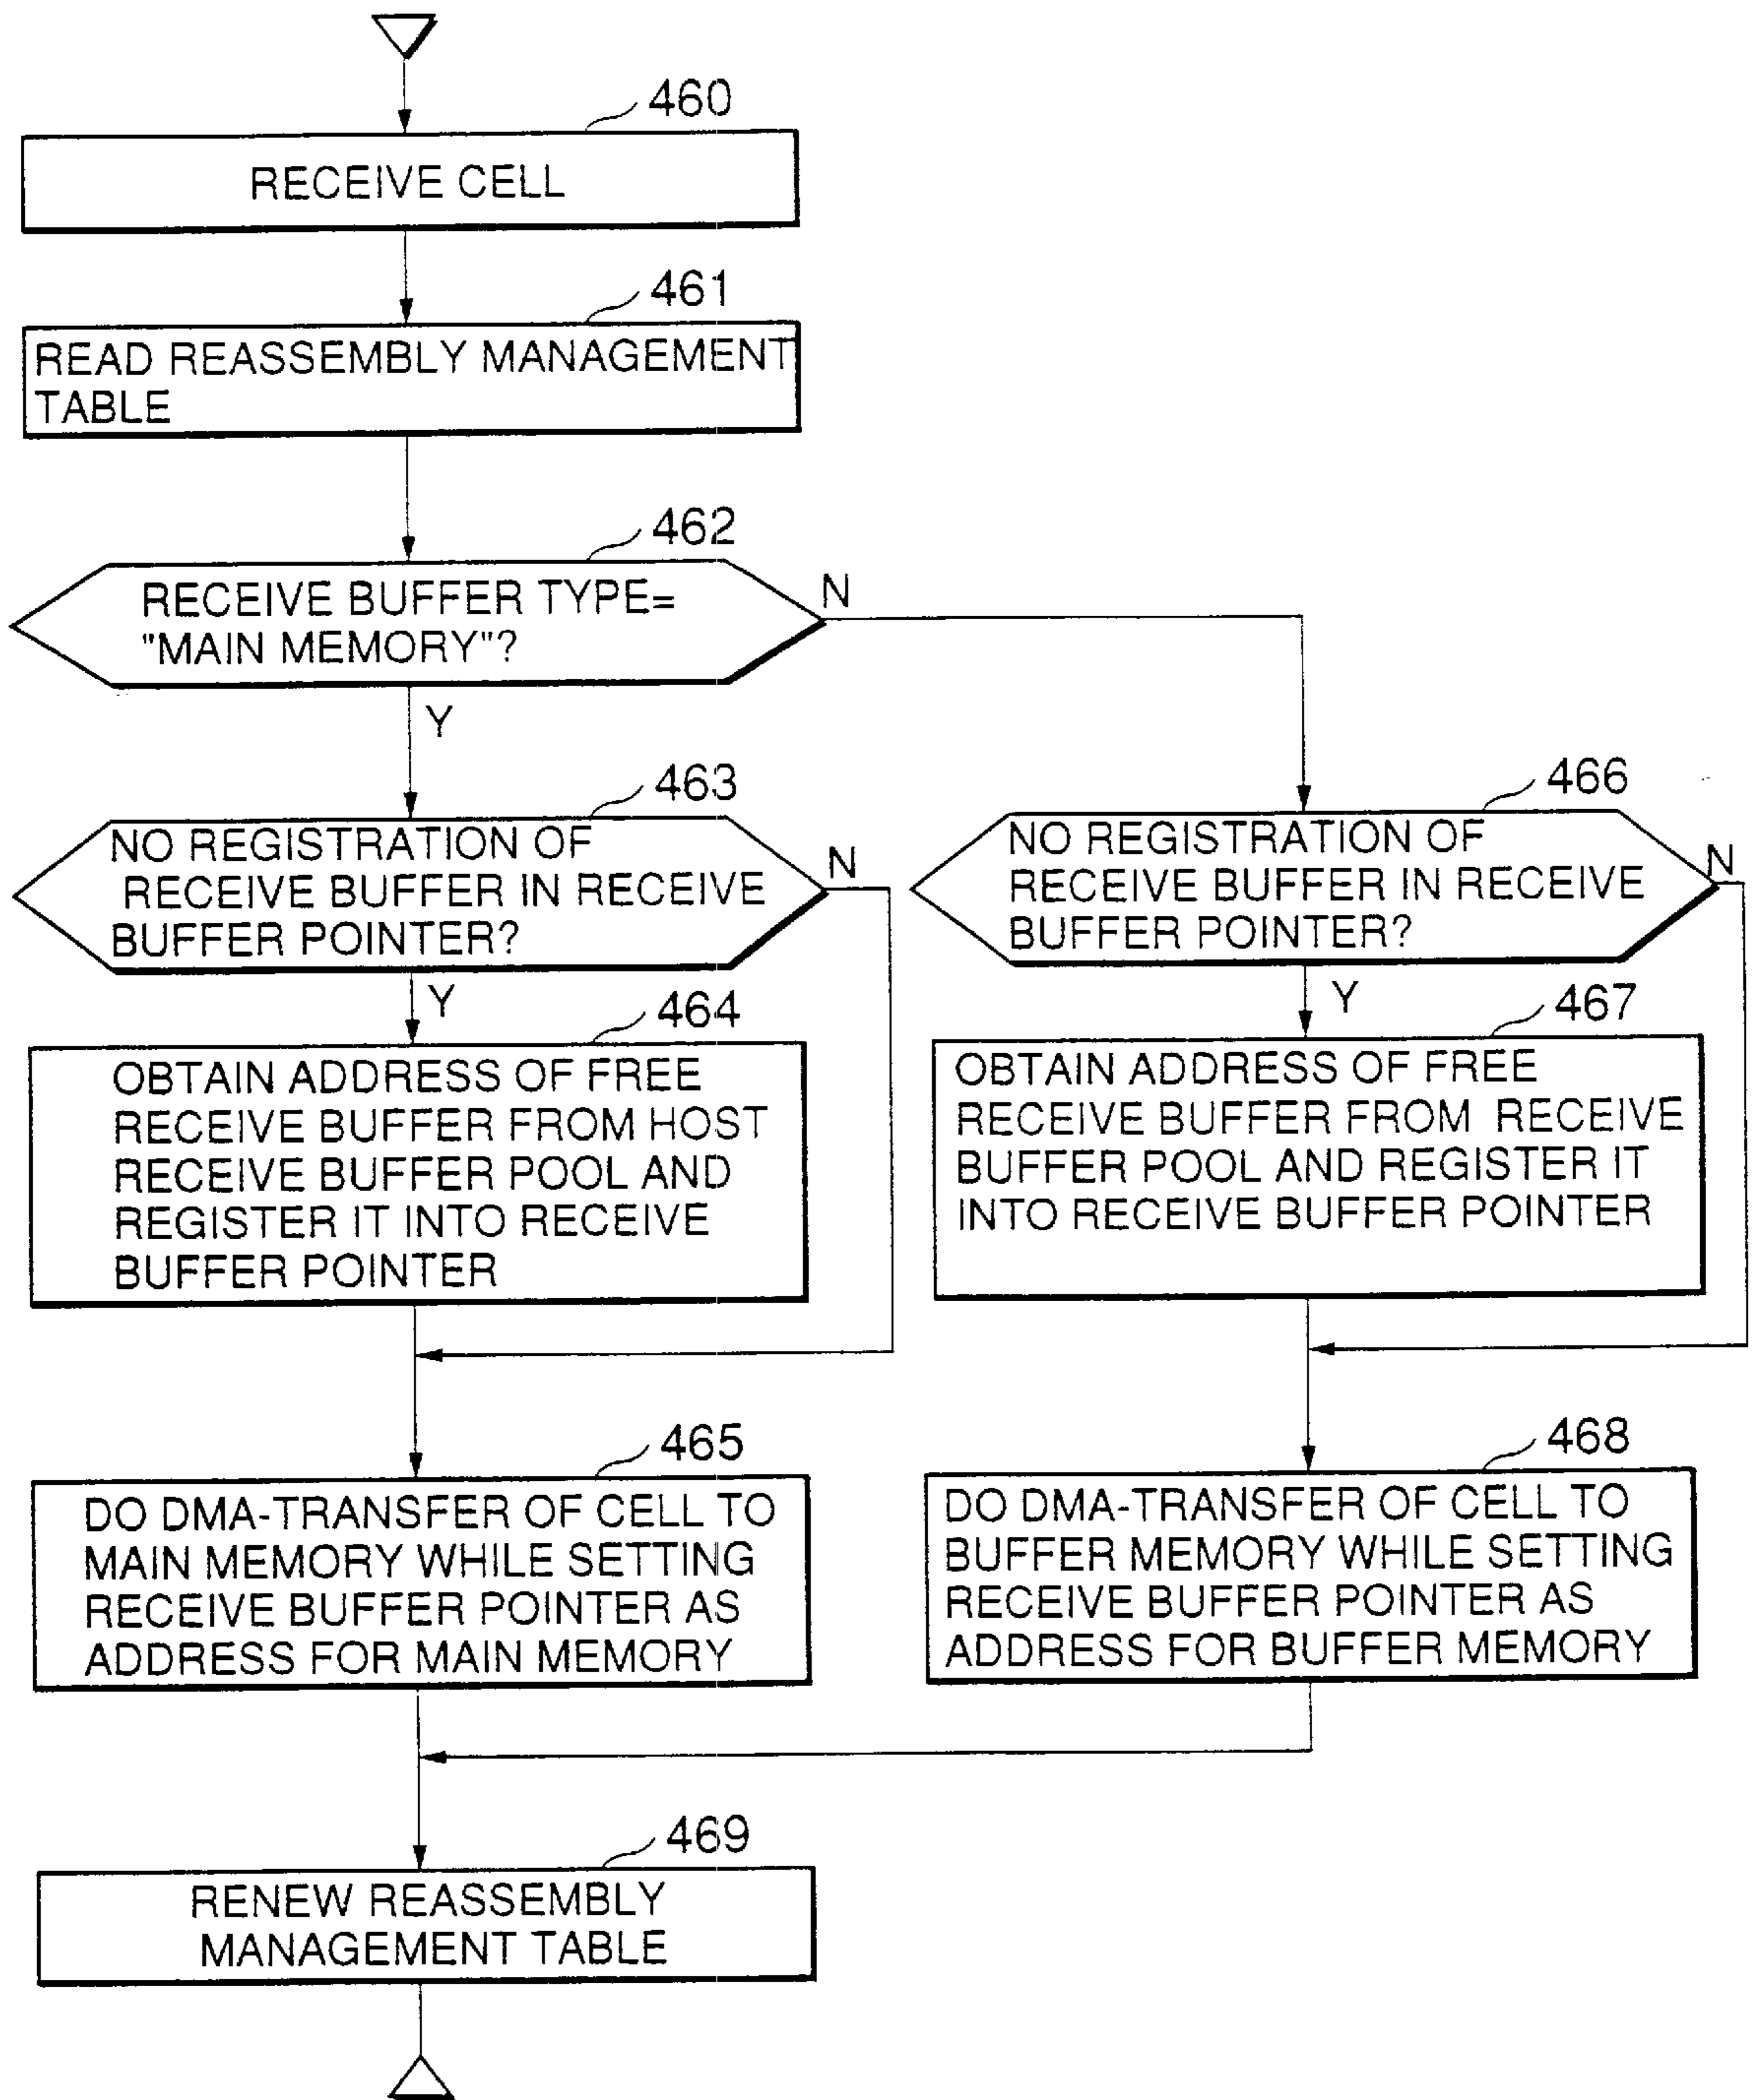 460
RECEIVE CELL
461
READ REASSEMBLY MANAGEMENT
TABLE
462
RECEIVE BUFFER TYPE=
"MAIN MEMORY"?
N
Y
463
NO REGISTRATION OF
RECEIVE BUFFER IN RECEIVE
BUFFER POINTER?
N
Y
466
NO REGISTRATION OF
RECEIVE BUFFER IN RECEIVE
BUFFER POINTER?
N
Y
464
OBTAIN ADDRESS OF FREE
RECEIVE BUFFER FROM HOST
RECEIVE BUFFER POOL AND
REGISTER IT INTO RECEIVE
BUFFER POINTER
467
OBTAIN ADDRESS OF FREE
RECEIVE BUFFER FROM RECEIVE
BUFFER POOL AND REGISTER IT
INTO RECEIVE BUFFER POINTER
465
DO DMA-TRANSFER OF CELL TO
MAIN MEMORY WHILE SETTING
RECEIVE BUFFER POINTER AS
ADDRESS FOR MAIN MEMORY
468
DO DMA-TRANSFER OF CELL TO
BUFFER MEMORY WHILE SETTING
RECEIVE BUFFER POINTER AS
ADDRESS FOR BUFFER MEMORY
469
RENEW REASSEMBLY
MANAGEMENT TABLE